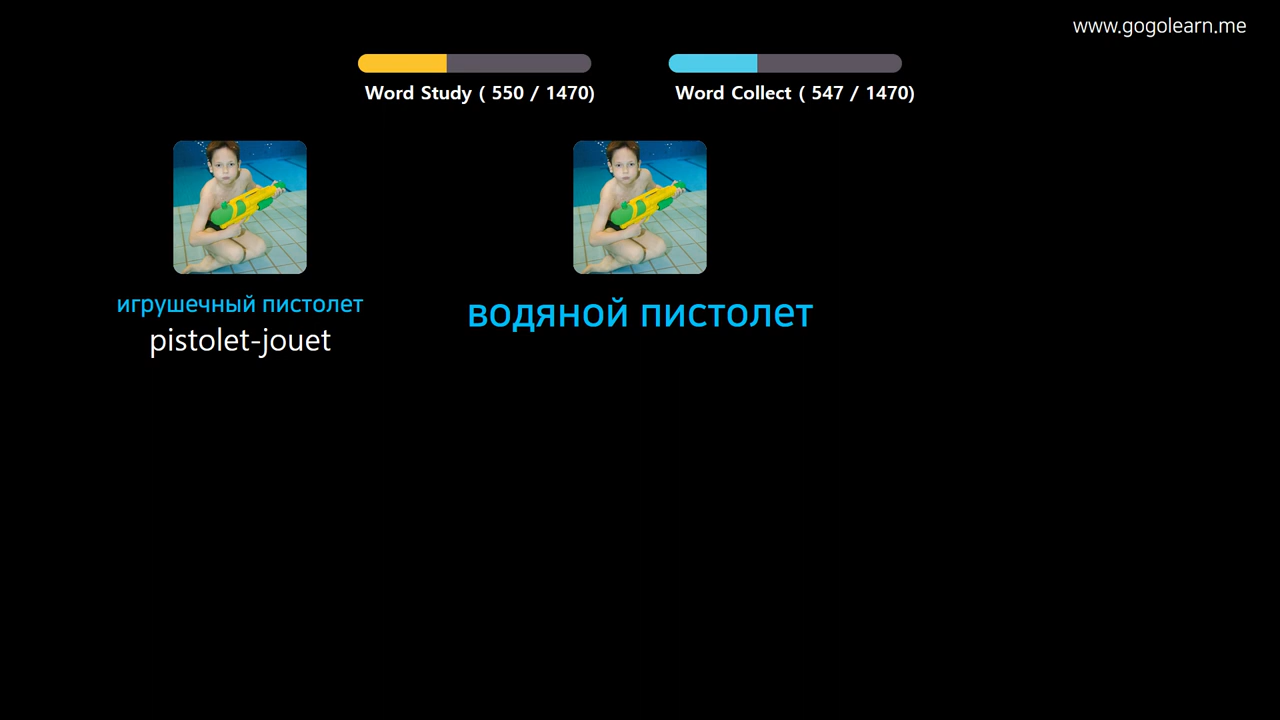 www.gogolearn.me
Word Study ( 550 / 1470)
Word Collect ( 547 / 1470)
игрушечный пистолет
pistolet-jouet
водяной пистолет